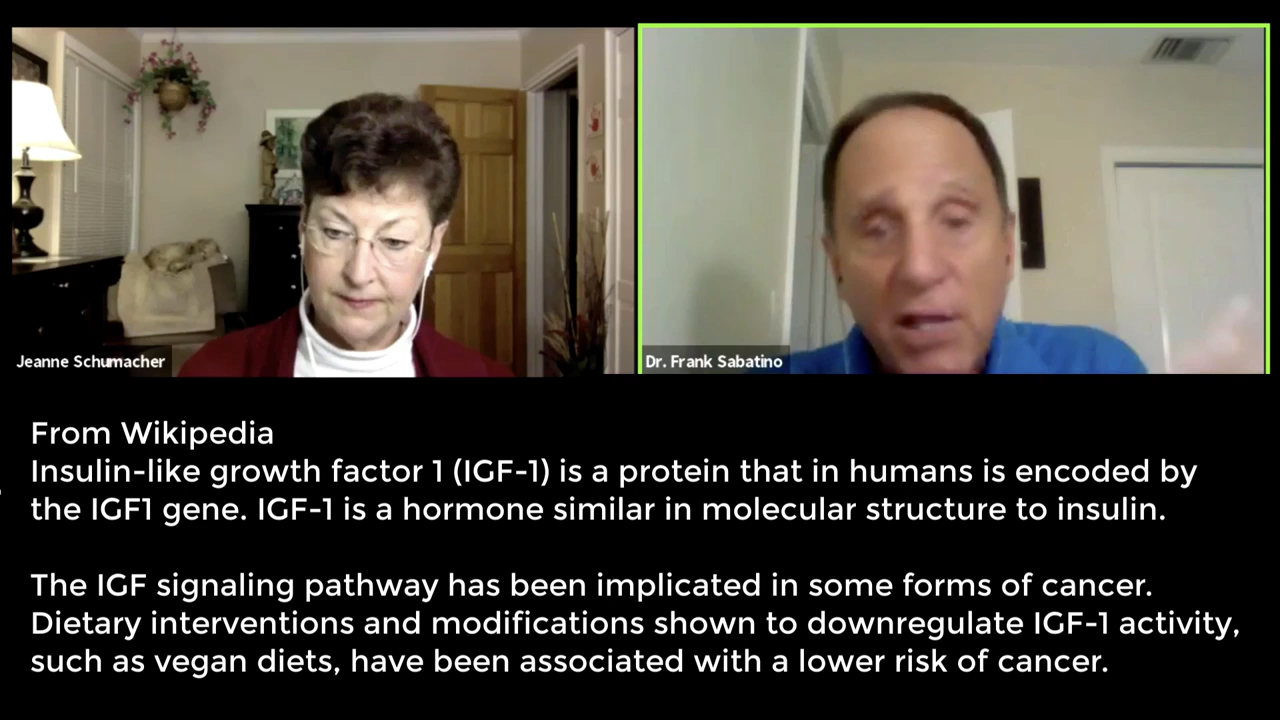 Jeanne Schumacher
Dr. Frank Sabatino
From Wikipedia
Insulin-like growth factor 1 (IGF-1) is a protein that in humans is encoded by
the IGF1 gene. IGF-1 is a hormone similar in molecular structure to insulin.
The IGF signaling pathway has been implicated in some forms of cancer.
Dietary interventions and modifications shown to downregulate IGF-1 activity,
such as vegan diets, have been associated with a lower risk of cancer.